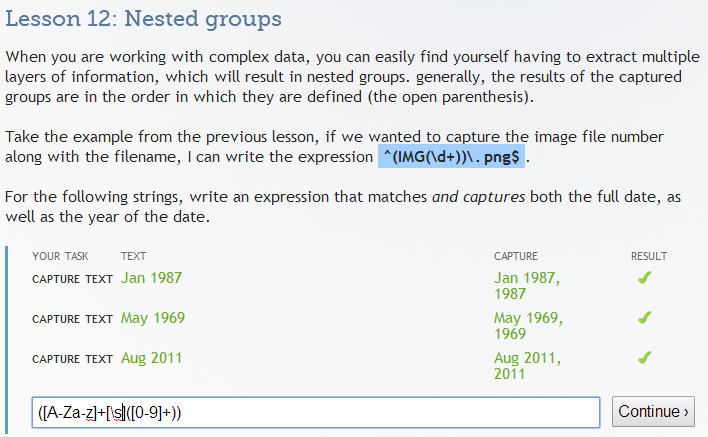 Lesson 12: Nested groups
When you are working with complex data, you can easily find yourself having to extract multiple
layers of information, which will result in nested groups. generally, the results of the captured
groups are in the order in which they are defined (the open parenthesis).
Take the example from the previous lesson, if we wanted to capture the image file number
along with the filename, I can write the expression ^(IMG(\d+))\.png$ .
For the following strings, write an expression that matches and captures both the full date, as
well as the year of the date.
YOUR TASK TEXT CAPTURE RESULT
CAPTURE TEXT Jan 1987 Jan 1987,
1987
CAPTURE TEXT May 1969 May 1969,
1969
CAPTURE TEXT Aug 2011 Aug 2011,
2011
([A-Za-z]+[\s]([0-9]+)) Continue ›